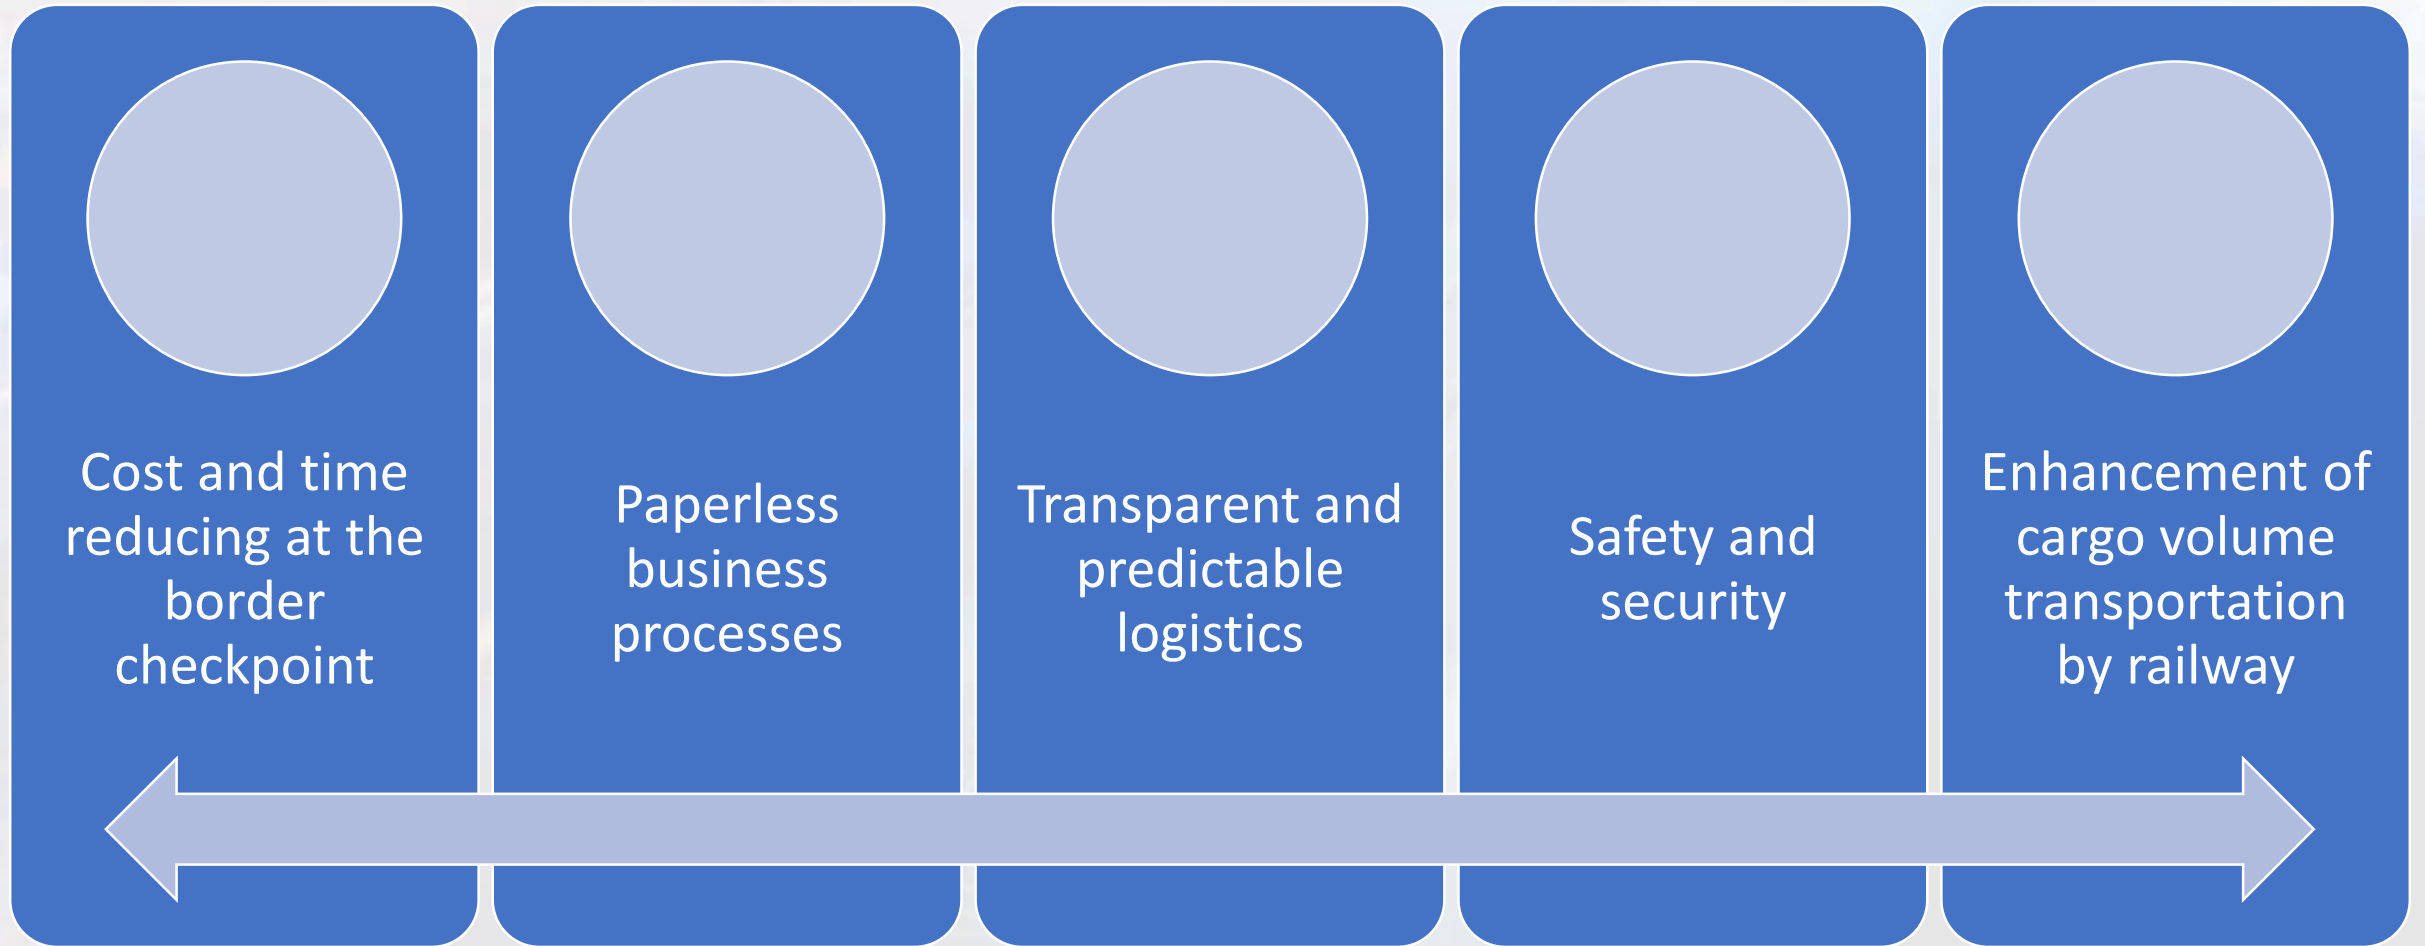 Cost and time
reducing at the
border
checkpoint
Paperless
business
processes
Transparent and
predictable
logistics
Safety and
security
Enhancement of
cargo volume
transportation
by railway